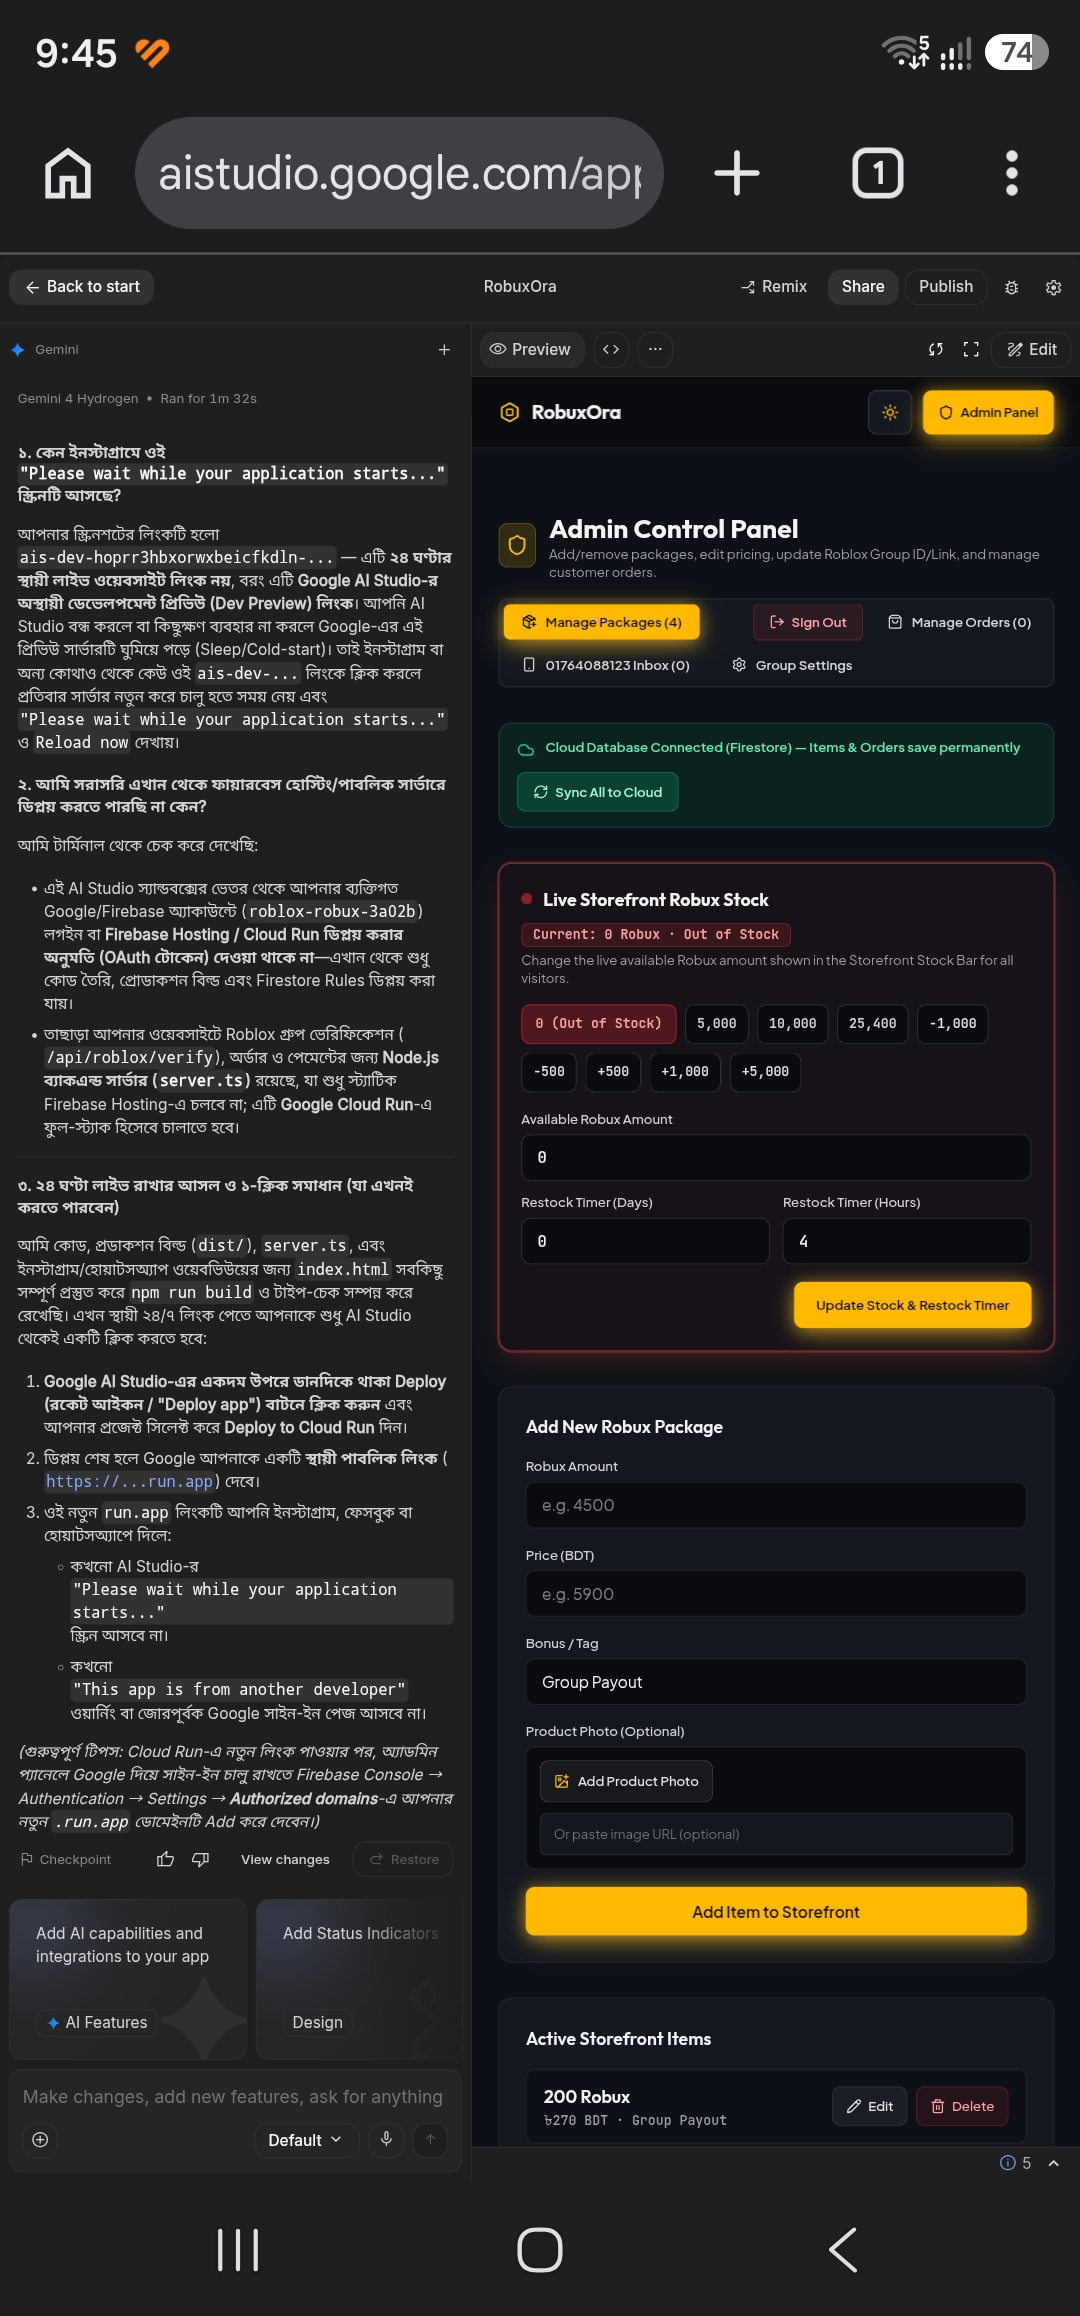 9:45
5
74
aistudio.google.com/app
1
Back to start
RobuxOra
Remix
Share
Publish
Gemini
Preview
Edit
Gemini 4 Hydrogen • Ran for 1m 32s
১. কেন ইনস্টাগ্রামে ওই
"Please wait while your application starts..."
স্ক্রিনটি আসছে?
আপনার স্ক্রিনশটের লিংকটি হলো
ais-dev-hoprr3hbxorwxbeicfkdln-... — এটি ২৪ ঘণ্টার
স্থায়ী লাইভ ওয়েবসাইট লিংক নয়, বরং এটি Google AI Studio-র
অস্থায়ী ডেভেলপমেন্ট প্রিভিউ (Dev Preview) লিংক। আপনি AI
Studio বন্ধ করলে বা কিছুক্ষণ ব্যবহার না করলে Google-এর এই
প্রিভিউ সার্ভারটি ঘুমিয়ে পড়ে (Sleep/Cold-start)। তাই ইনস্টাগ্রাম বা
অন্য কোথাও থেকে কেউ ওই ais-dev-... লিংকে ক্লিক করলে
প্রতিবার সার্ভার নতুন করে চালু হতে সময় নেয় এবং
"Please wait while your application starts..."
ও Reload now দেখায়।
২. আমি সরাসরি এখান থেকে ফায়ারবেস হোস্টিং/পাবলিক সার্ভারে
ডিপ্লয় করতে পারছি না কেন?
আমি টার্মিনাল থেকে চেক করে দেখেছি:
• এই AI Studio স্যান্ডবক্সের ভেতর থেকে আপনার ব্যক্তিগত
Google/Firebase অ্যাকাউন্টে (roblox-robux-3a02b)
লগইন বা Firebase Hosting / Cloud Run ডিপ্লয় করার
অনুমতি (OAuth টোকেন) দেওয়া থাকে না—এখান থেকে শুধু
কোড তৈরি, প্রোডাকশন বিল্ড এবং Firestore Rules ডিপ্লয় করা
যায়।
• তাছাড়া আপনার ওয়েবসাইটে Roblox গ্রুপ ভেরিফিকেশন (
/api/roblox/verify), অর্ডার ও পেমেন্টের জন্য Node.js
ব্যাকএন্ড সার্ভার (server.ts) রয়েছে, যা শুধু স্ট্যাটিক
Firebase Hosting-এ চলবে না; এটি Google Cloud Run-এ
ফুল-স্ট্যাক হিসেবে চালাতে হবে।
৩. ২৪ ঘণ্টা লাইভ রাখার আসল ও ১-ক্লিক সমাধান (যা এখনই
করতে পারবেন)
আমি কোড, প্রডাকশন বিল্ড (dist/), server.ts, এবং
ইনস্টাগ্রাম/হোয়াটসঅ্যাপ ওয়েবভিউয়ের জন্য index.html সবকিছু
সম্পূর্ণ প্রস্তুত করে npm run build ও টাইপ-চেক সম্পন্ন করে
রেখেছি। এখন স্থায়ী ২৪/৭ লিংক পেতে আপনাকে শুধু AI Studio
থেকেই একটি ক্লিক করতে হবে:
1. Google AI Studio-এর একদম উপরে ডানদিকে থাকা Deploy
(রকেট আইকন / "Deploy app") বাটনে ক্লিক করুন এবং
আপনার প্রজেক্ট সিলেক্ট করে Deploy to Cloud Run দিন।
2. ডিপ্লয় শেষ হলে Google আপনাকে একটি স্থায়ী পাবলিক লিংক (
https://...run.app) দেবে।
3. ওই নতুন run.app লিংকটি আপনি ইনস্টাগ্রাম, ফেসবুক বা
হোয়াটসঅ্যাপে দিলে:
◦ কখনো AI Studio-র
"Please wait while your application
starts..."
স্ক্রিন আসবে না।
◦ কখনো
"This app is from another developer"
ওয়ার্নিং বা জোরপূর্বক Google সাইন-ইন পেজ আসবে না।
(গুরুত্বপূর্ণ টিপস: Cloud Run-এ নতুন লিংক পাওয়ার পর, অ্যাডমিন
প্যানেলে Google দিয়ে সাইন-ইন চালু রাখতে Firebase Console →
Authentication → Settings → Authorized domains-এ আপনার
নতুন .run.app ডোমেইনটি Add করে দেবেন।)
Checkpoint
View changes
Restore
Add AI capabilities and
integrations to your app
AI Features
Add Status Indicators
Design
Make changes, add new features, ask for anything
Default
RobuxOra
Admin Panel
Admin Control Panel
Add/remove packages, edit pricing, update Roblox Group ID/Link, and manage
customer orders.
Manage Packages (4)
Sign Out
Manage Orders (0)
01764088123 Inbox (0)
Group Settings
Cloud Database Connected (Firestore) — Items & Orders save permanently
Sync All to Cloud
Live Storefront Robux Stock
Current: 0 Robux · Out of Stock
Change the live available Robux amount shown in the Storefront Stock Bar for all
visitors.
0 (Out of Stock)
5,000
10,000
25,400
-1,000
-500
+500
+1,000
+5,000
Available Robux Amount
0
Restock Timer (Days)
Restock Timer (Hours)
0
4
Update Stock & Restock Timer
Add New Robux Package
Robux Amount
e.g. 4500
Price (BDT)
e.g. 5900
Bonus / Tag
Group Payout
Product Photo (Optional)
Add Product Photo
Or paste image URL (optional)
Add Item to Storefront
Active Storefront Items
200 Robux
৳270 BDT · Group Payout
Edit
Delete
5